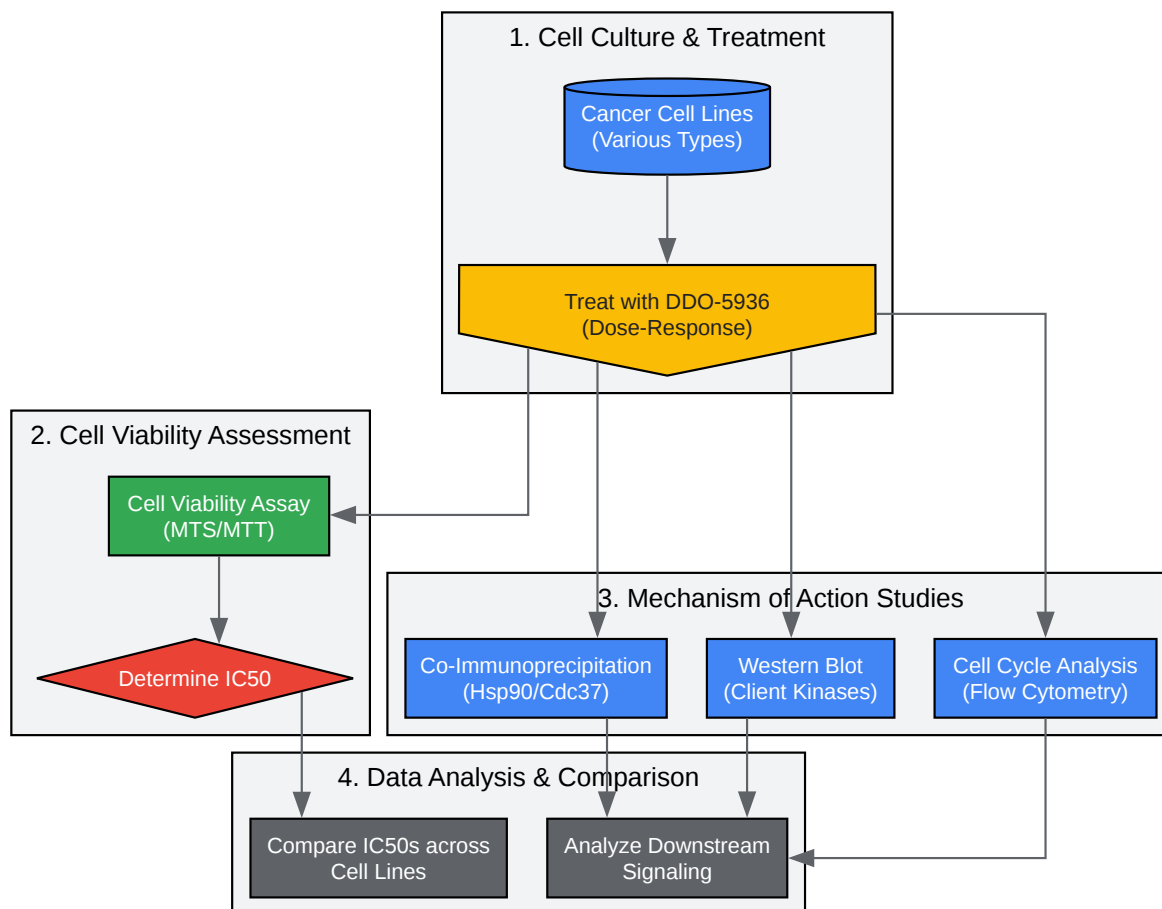 1. Cell Culture & Treatment
Cancer Cell Lines
(Various Types)
Treat with DDO-5936
(Dose-Response)
2. Cell Viability Assessment
Cell Viability Assay
(MTS/MTT)
Determine IC50
3. Mechanism of Action Studies
Co-Immunoprecipitation
(Hsp90/Cdc37)
Western Blot
(Client Kinases)
Cell Cycle Analysis
(Flow Cytometry)
4. Data Analysis & Comparison
Compare IC50s across
Cell Lines
Analyze Downstream
Signaling